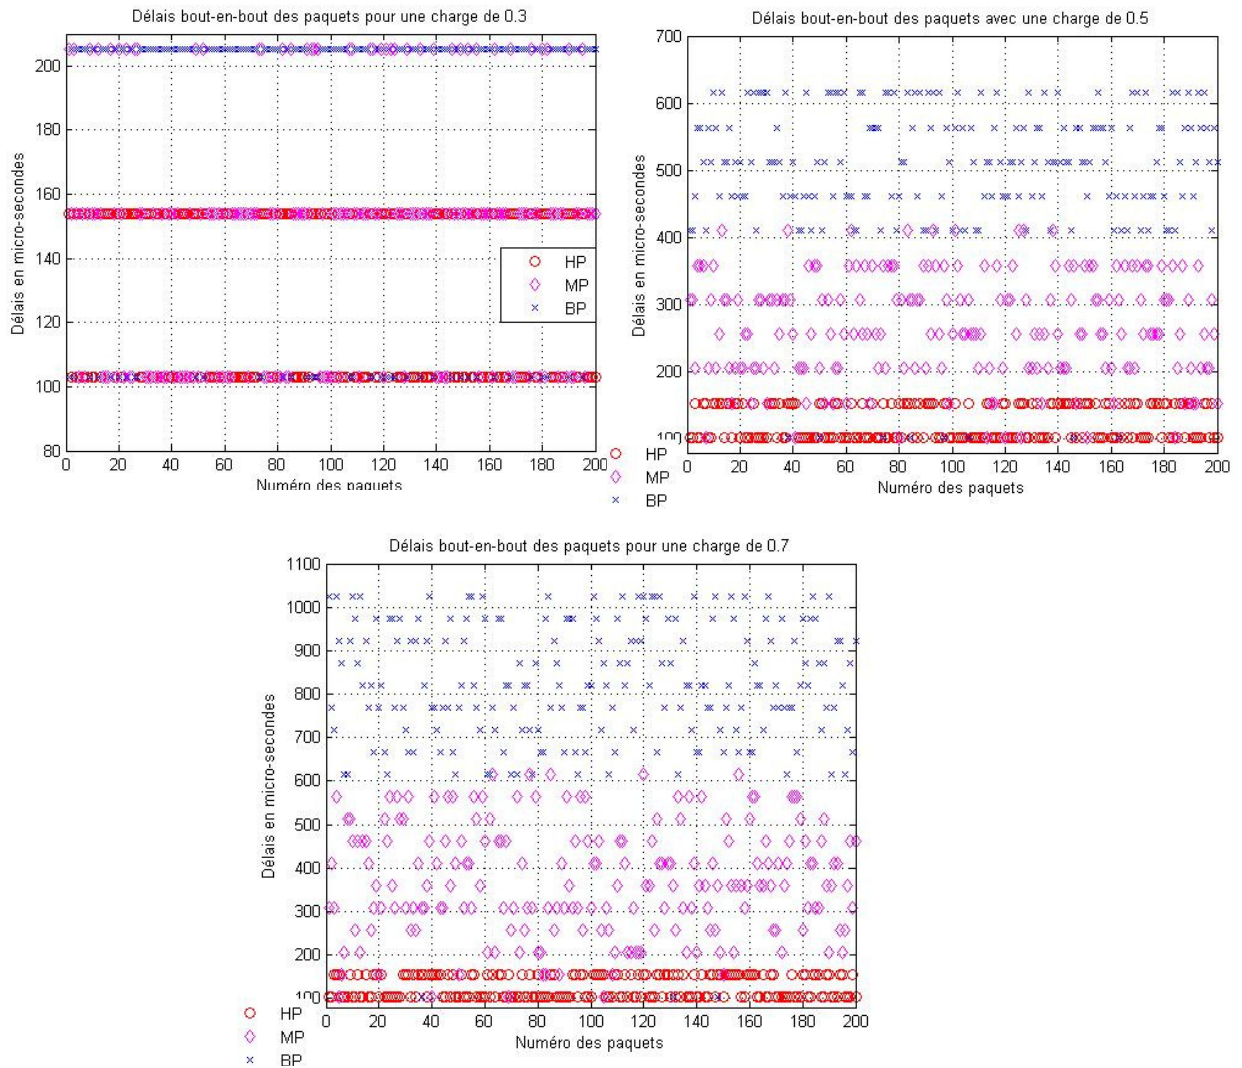 Délais bout-en-bout des paquets pour une charge de 0.3
Délais en micro-secondes
200
180
160
140
120
100
80
0 20 40 60 80 100 120 140 160 180 200
Numéro des paquets
HP
MP
BP
Délais bout-en-bout des paquets avec une charge de 0.5
Délais en micro-secondes
700
600
500
400
300
200
100
0 20 40 60 80 100 120 140 160 180 200
Numéro des paquets
HP
MP
BP
Délais bout-en-bout des paquets pour une charge de 0.7
Délais en micro-secondes
1100
1000
900
800
700
600
500
400
300
200
100
0 20 40 60 80 100 120 140 160 180 200
Numéro des paquets
HP
MP
BP